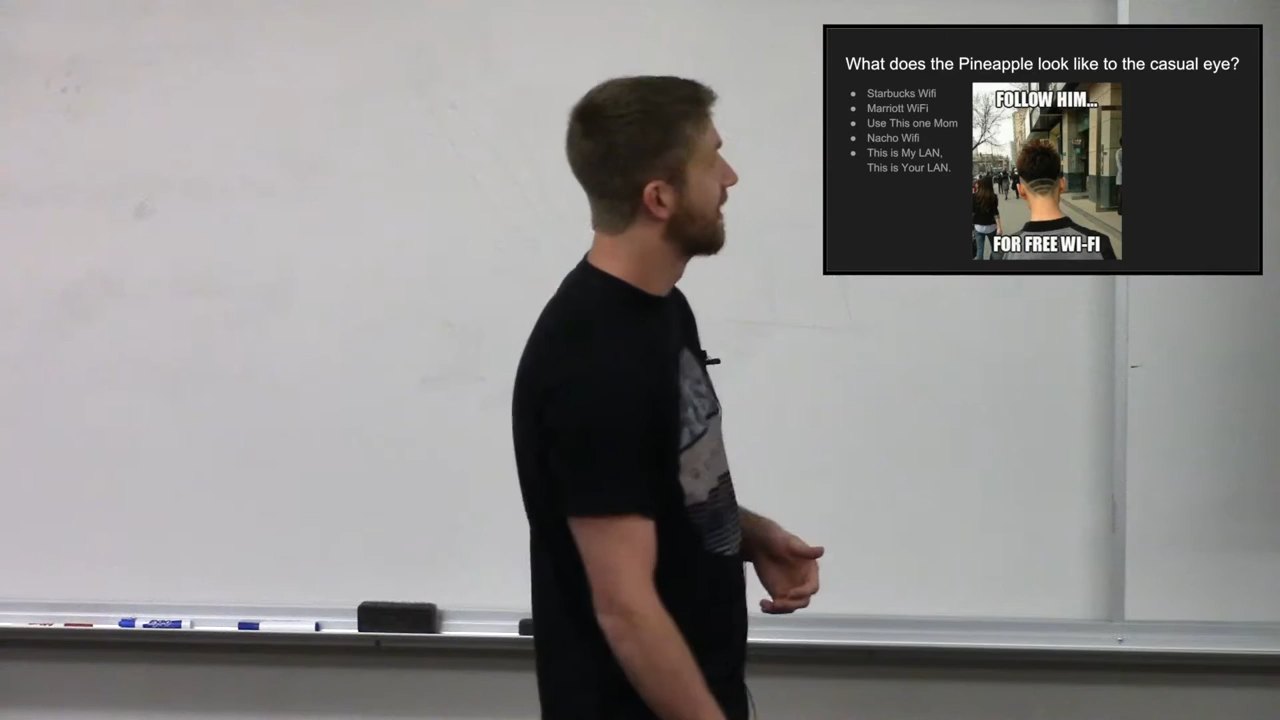 What does the Pineapple look like to the casual eye?
Starbucks Wifi
Marriott WiFi
Use This one Mom
Nacho Wifi
This is My LAN,
This is Your LAN.
FOLLOW HIM...
FOR FREE WI-FI